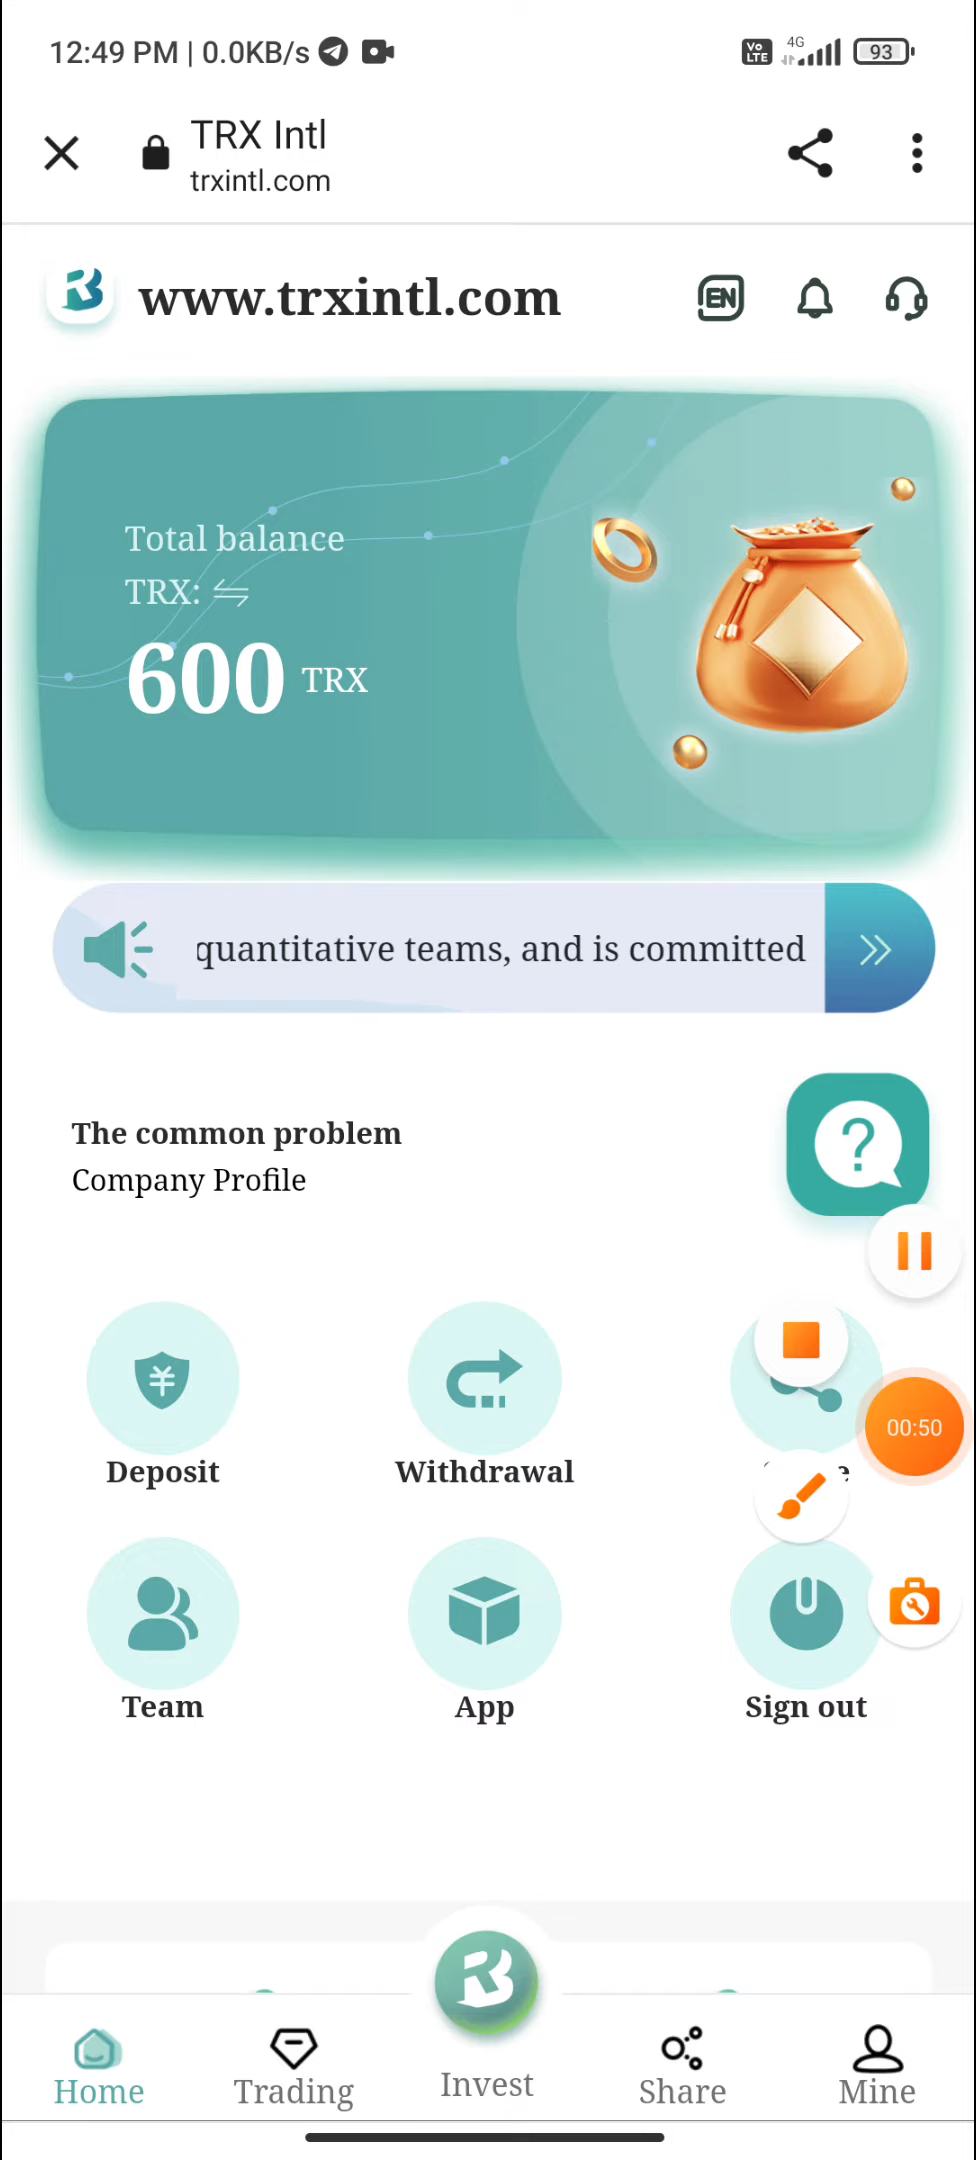 12:49 PM | 0.0KB/s
Vo LTE 4G 93
TRX Intl
trxintl.com
www.trxintl.com
EN
Total balance
TRX:
600 TRX
quantitative teams, and is committed
The common problem
Company Profile
00:50
Deposit Withdrawal
Team App Sign out
Home Trading Invest Share Mine